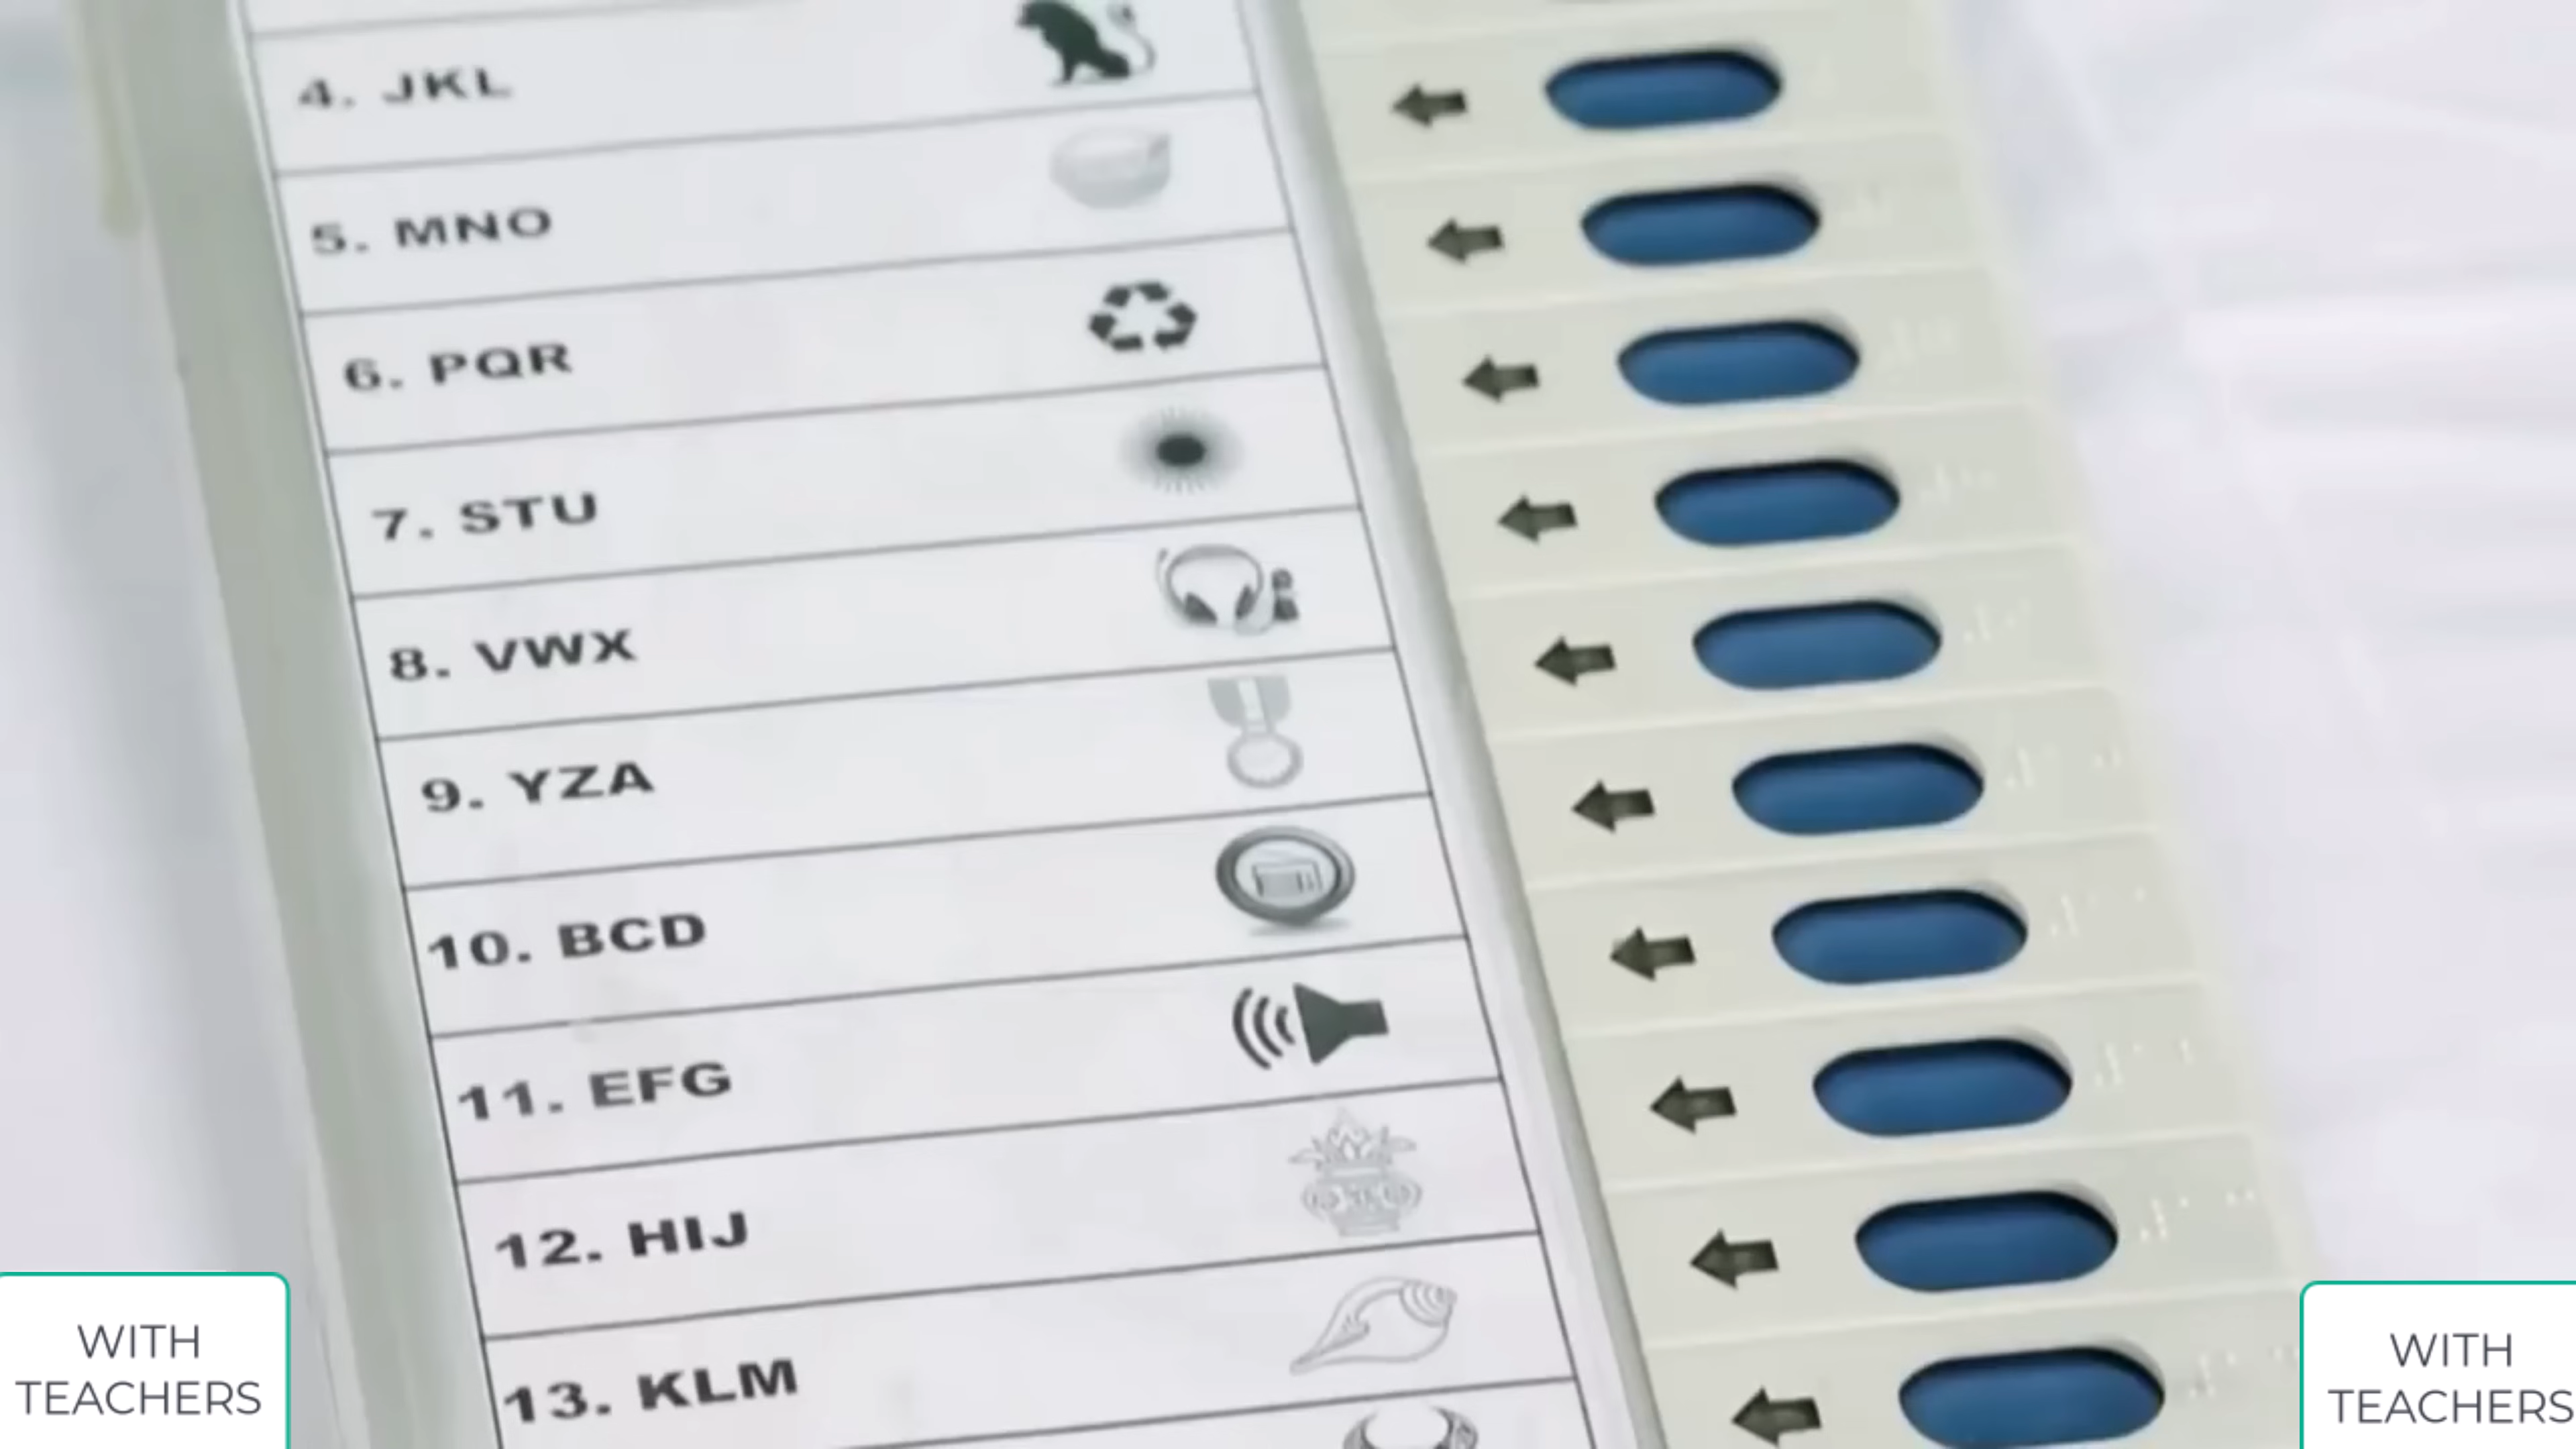 4. JKL
5. MNO
6. PQR
7. STU
8. VWX
9. YZA
10. BCD
11. EFG
12. HIJ
13. KLM
WITH
TEACHERS
WITH
TEACHERS